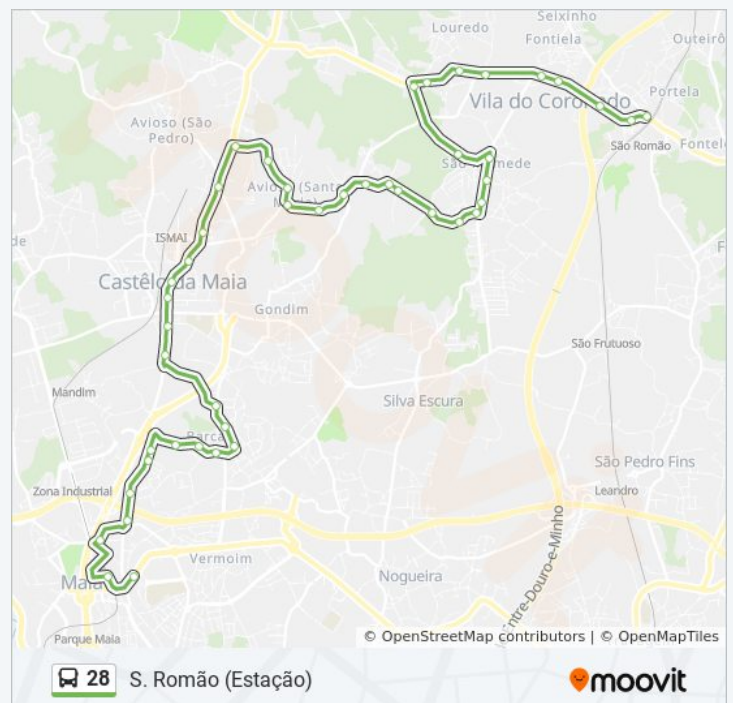 Seixinho
Louredo
Fontiela
Outeirô
Vila do Coronado
Portela
Avioso (São
Pedro)
São Romão
Fontel
São Mamede
Avioso (Santa
Maria)
de
ISMAI
F
Castêlo da Maia
Gondim
São Frutuoso
Mandim
Silva Escura
Barca
São Pedro Fins
Zona Industrial
Leandro
Entre-Douro-e-Minho
Vermoim
Maia
Nogueira
Parque Maia
© OpenStreetMap contributors | © OpenMapTiles
28 S. Romão (Estação)
moovit